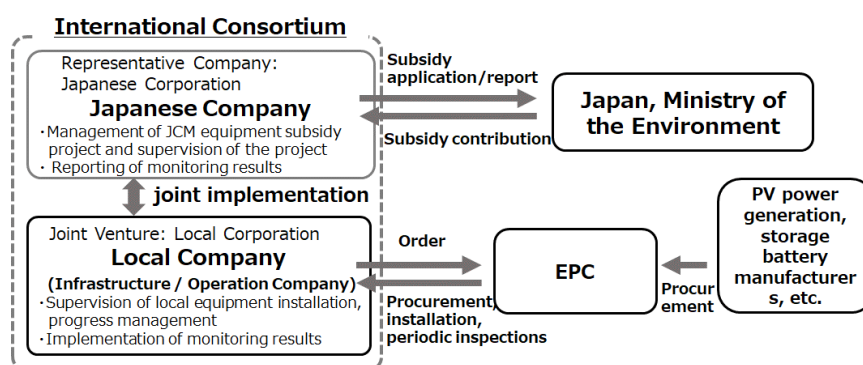 International Consortium
Representative Company:
Japanese Corporation
Japanese Company
・Management of JCM equipment subsidy
project and supervision of the project
・ Reporting of monitoring results
Subsidy
application/report
Subsidy contribution
Japan, Ministry of
the Environment
joint implementation
Joint Venture: Local Corporation
Local Company
(Infrastructure / Operation Company)
・Supervision of local equipment installation,
progress management
・Implementation of monitoring results
Order
Procurement,
installation,
periodic inspections
EPC
Procur
ement
PV power
generation,
storage
battery
manufacturer
s, etc.